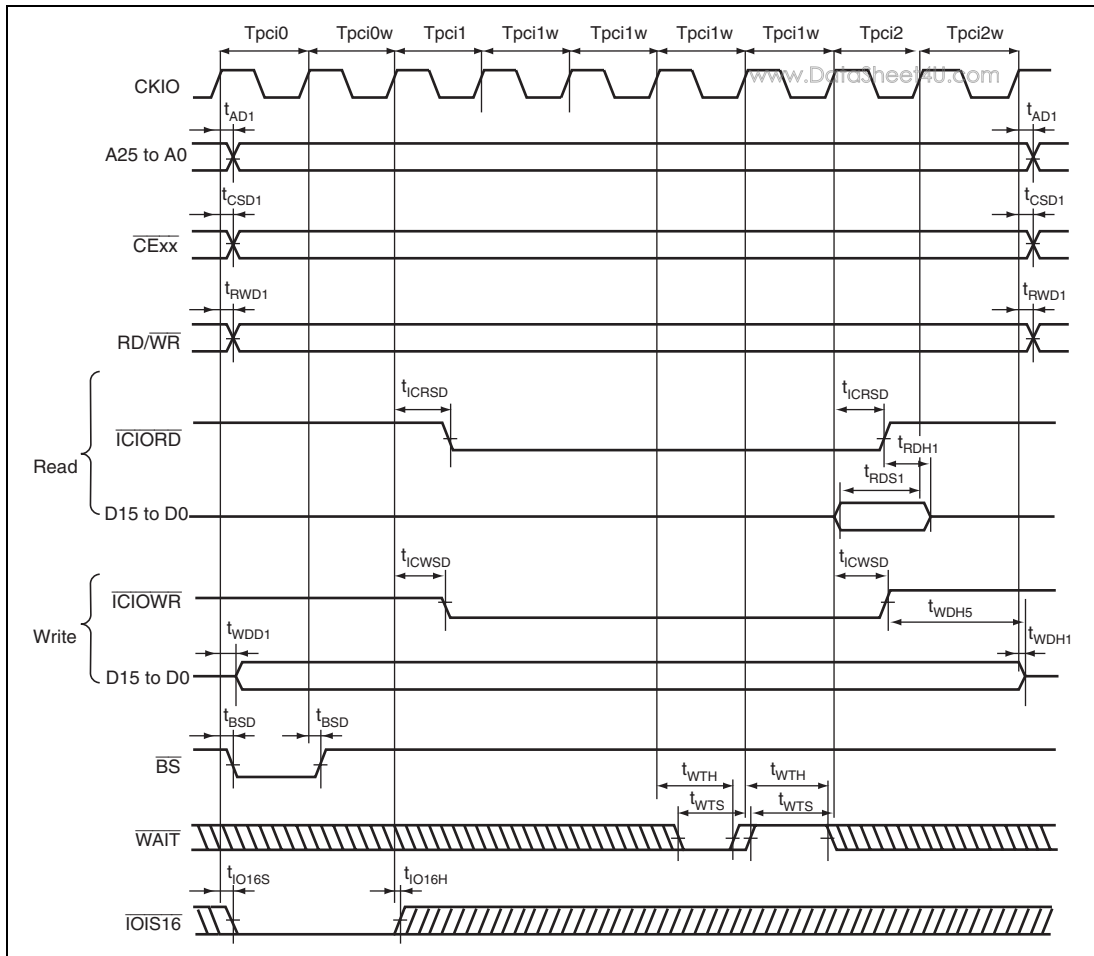 Tpci0 Tpci0w Tpci1 Tpci1w Tpci1w Tpci1w Tpci1w Tpci2 Tpci2w
www.DataSheet4U.com
CKIO
tAD1 tAD1
A25 to A0
tCSD1 tCSD1
CExx
tRWD1 tRWD1
RD/WR
tICRSD tICRSD
ICIORD
tRDH1
Read
tRDS1
D15 to D0
tICWSD tICWSD
ICIOWR
tWDH5
Write
tWDD1 tWDH1
D15 to D0
tBSD tBSD
BS
tWTH tWTH
tWTS tWTS
WAIT
tIO16S tIO16H
IOIS16